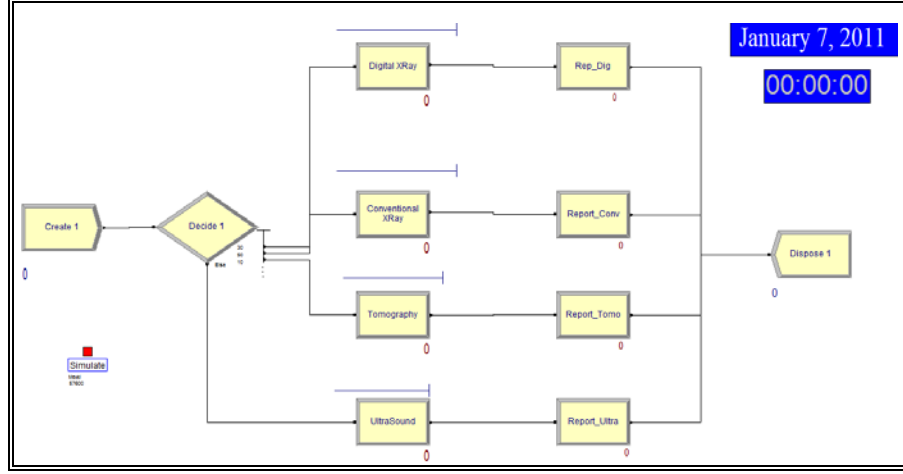 January 7, 2011
00:00:00
Digital XRay
0
Rep_Dig
0
Create 1
0
Decide 1
Else
Conventional
XRay
0
Report_Conv
0
Dispose 1
0
Tomography
0
Report_Tomo
0
Simulate
UltraSound
0
Report_Ultra
0